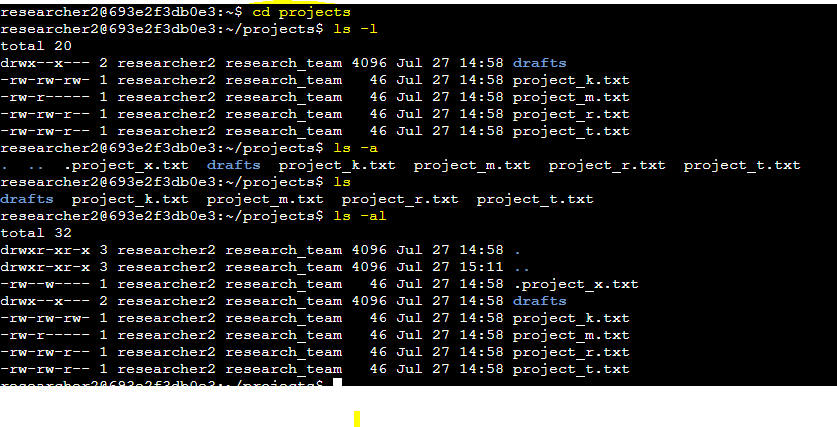 researcher2@693e2f3db0e3:~$ cd projects
researcher2@693e2f3db0e3:~/projects$ ls -l
total 20
drwx--x--- 2 researcher2 research_team 4096 Jul 27 14:58 drafts
-rw-rw-rw- 1 researcher2 research_team   46 Jul 27 14:58 project_k.txt
-rw-r----- 1 researcher2 research_team   46 Jul 27 14:58 project_m.txt
-rw-rw-r-- 1 researcher2 research_team   46 Jul 27 14:58 project_r.txt
-rw-rw-r-- 1 researcher2 research_team   46 Jul 27 14:58 project_t.txt
researcher2@693e2f3db0e3:~/projects$ ls -a
.  ..  .project_x.txt  drafts  project_k.txt  project_m.txt  project_r.txt  project_t.txt
researcher2@693e2f3db0e3:~/projects$ ls
drafts  project_k.txt  project_m.txt  project_r.txt  project_t.txt
researcher2@693e2f3db0e3:~/projects$ ls -al
total 32
drwxr-xr-x 3 researcher2 research_team 4096 Jul 27 14:58 .
drwxr-xr-x 3 researcher2 research_team 4096 Jul 27 15:11 ..
-rw--w---- 1 researcher2 research_team   46 Jul 27 14:58 .project_x.txt
drwx--x--- 2 researcher2 research_team 4096 Jul 27 14:58 drafts
-rw-rw-rw- 1 researcher2 research_team   46 Jul 27 14:58 project_k.txt
-rw-r----- 1 researcher2 research_team   46 Jul 27 14:58 project_m.txt
-rw-rw-r-- 1 researcher2 research_team   46 Jul 27 14:58 project_r.txt
-rw-rw-r-- 1 researcher2 research_team   46 Jul 27 14:58 project_t.txt
researcher2@693e2f3db0e3:~/projects$